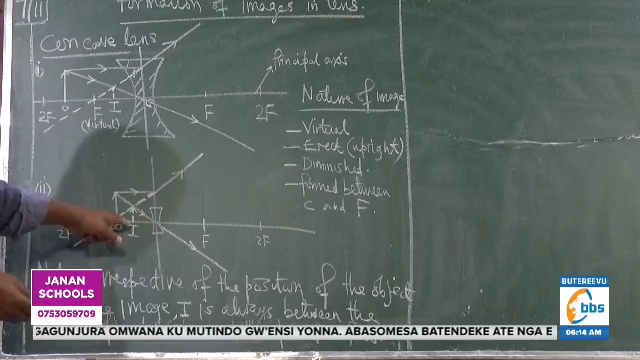 Formation of Images in lens.
Concave lens
i
Principal axis
2F
O
F
I
C
F
2F
(Virtual)
Nature of image
- Virtual
- Erect (upright)
- Diminished.
- formed between
C and F.
(ii)
2F
I
F
2F
irrespective of the position of the object
Image, I is always between the
JANAN
SCHOOLS
0753059709
BUTEREEVU
bbs
06:14 AM
GAGUNJURA OMWANA KU MUTINDO GW'ENSI YONNA. ABASOMESA BATENDEKE ATE NGA E